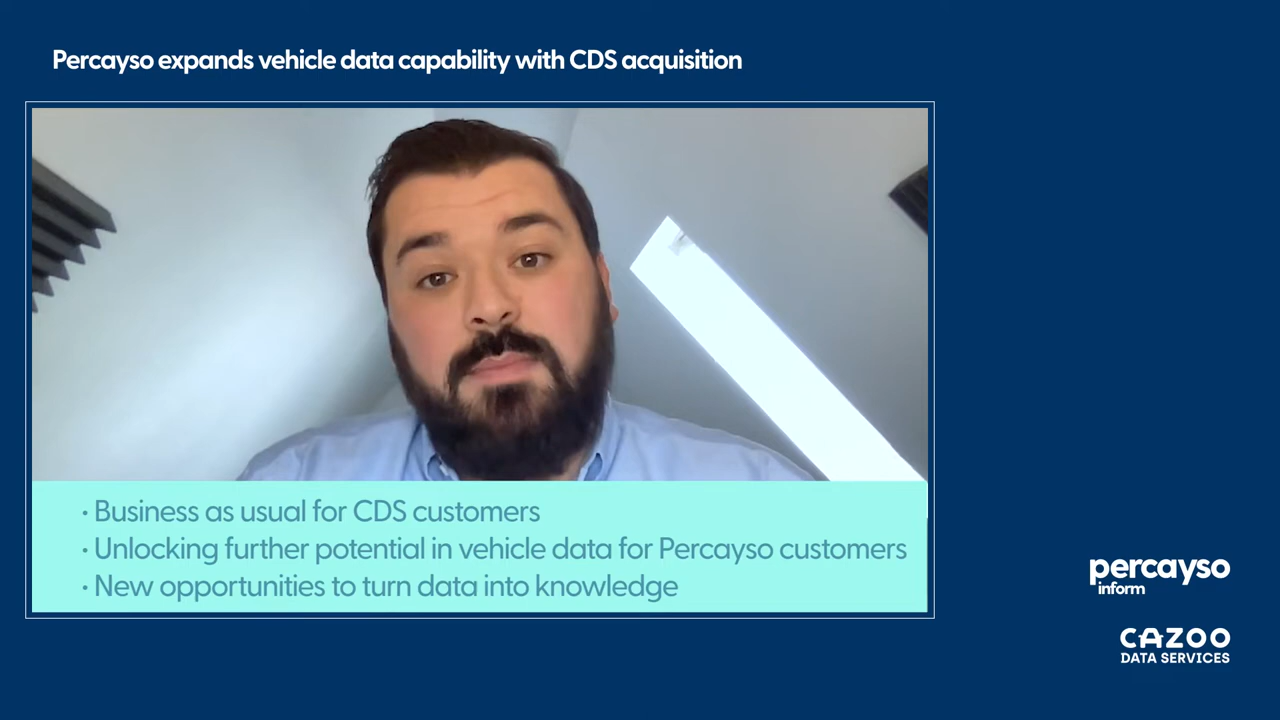 Percayso expands vehicle data capability with CDS acquisition
· Business as usual for CDS customers
· Unlocking further potential in vehicle data for Percayso customers
· New opportunities to turn data into knowledge
percayso
inform
CAZOO
DATA SERVICES